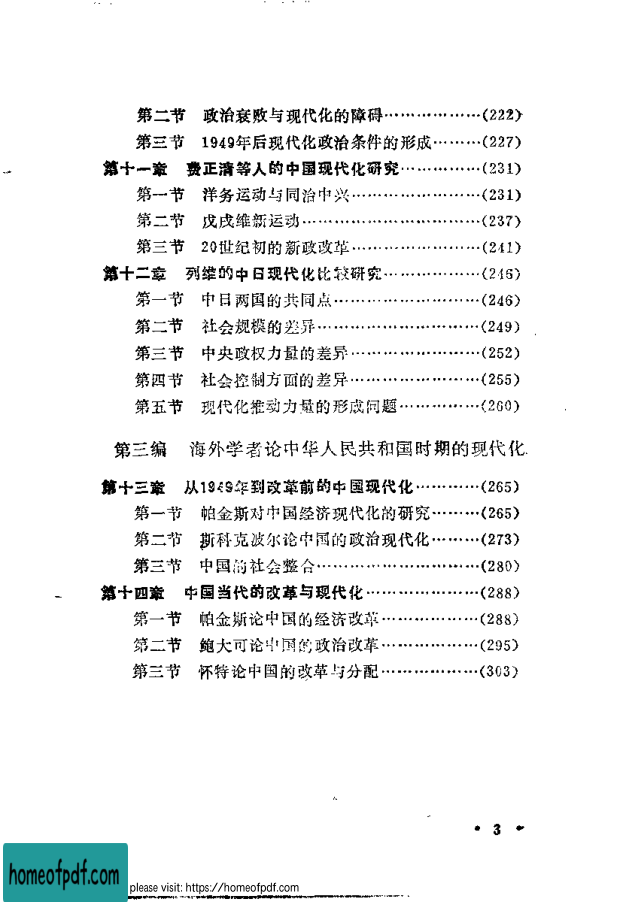 第二节 政治衰败与现代化的障碍………………(222)
第三节 1949年后现代化政治条件的形成………(227)
第十一章 费正清等人的中国现代化研究……………(231)
第一节 洋务运动与同治中兴……………………(231)
第二节 戊戌维新运动……………………………(237)
第三节 20世纪初的新政改革……………………(241)
第十二章 列维的中日现代化比较研究………………(246)
第一节 中日两国的共同点………………………(246)
第二节 社会规模的差异…………………………(249)
第三节 中央政权力量的差异……………………(252)
第四节 社会控制方面的差异……………………(255)
第五节 现代化推动力量的形成问题……………(260)
第三编 海外学者论中华人民共和国时期的现代化
第十三章 从1949年到改革前的中国现代化…………(265)
第一节 帕金斯对中国经济现代化的研究………(265)
第二节 斯科克波尔论中国的政治现代化………(273)
第三节 中国的社会整合…………………………(280)
第十四章 中国当代的改革与现代化…………………(288)
第一节 帕金斯论中国的经济改革………………(288)
第二节 鲍大可论中国的政治改革………………(295)
第三节 怀特论中国的改革与分配………………(303)
• 3 •
homeofpdf.com
please visit: https://homeofpdf.com